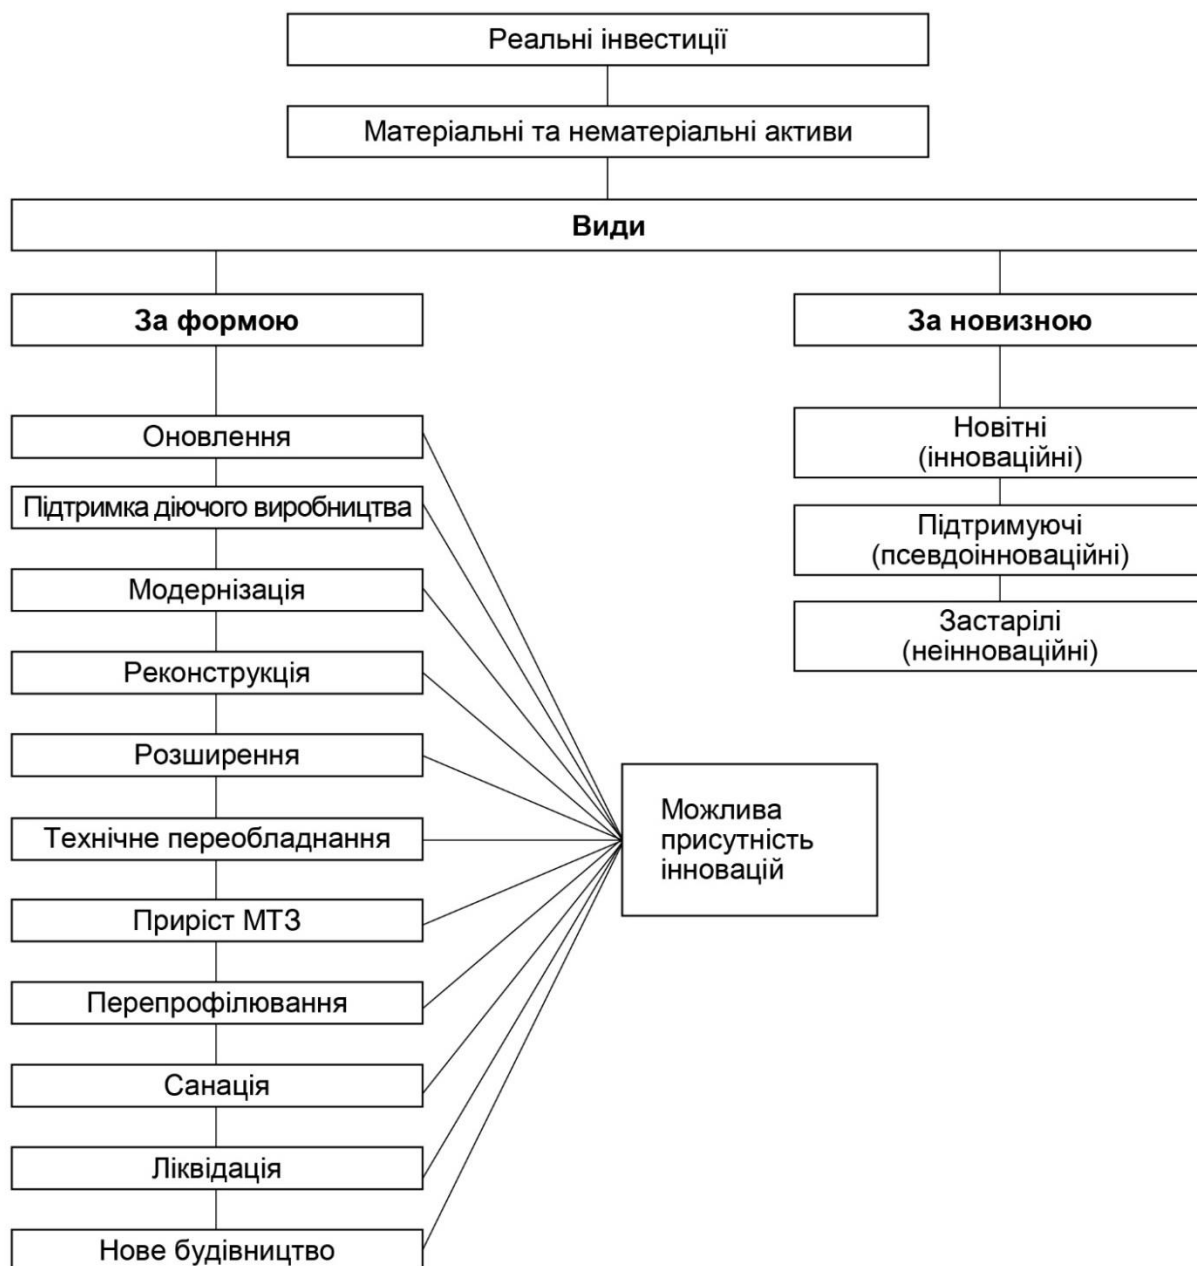 Реальні інвестиції
Матеріальні та нематеріальні активи
Види
За формою
Оновлення
Підтримка діючого виробництва
Модернізація
Реконструкція
Розширення
Технічне переобладнання
Приріст МТЗ
Перепрофілювання
Санація
Ліквідація
Нове будівництво
Можлива
присутність
інновацій
За новизною
Новітні
(інноваційні)
Підтримуючі
(псевдоінноваційні)
Застарілі
(неінноваційні)